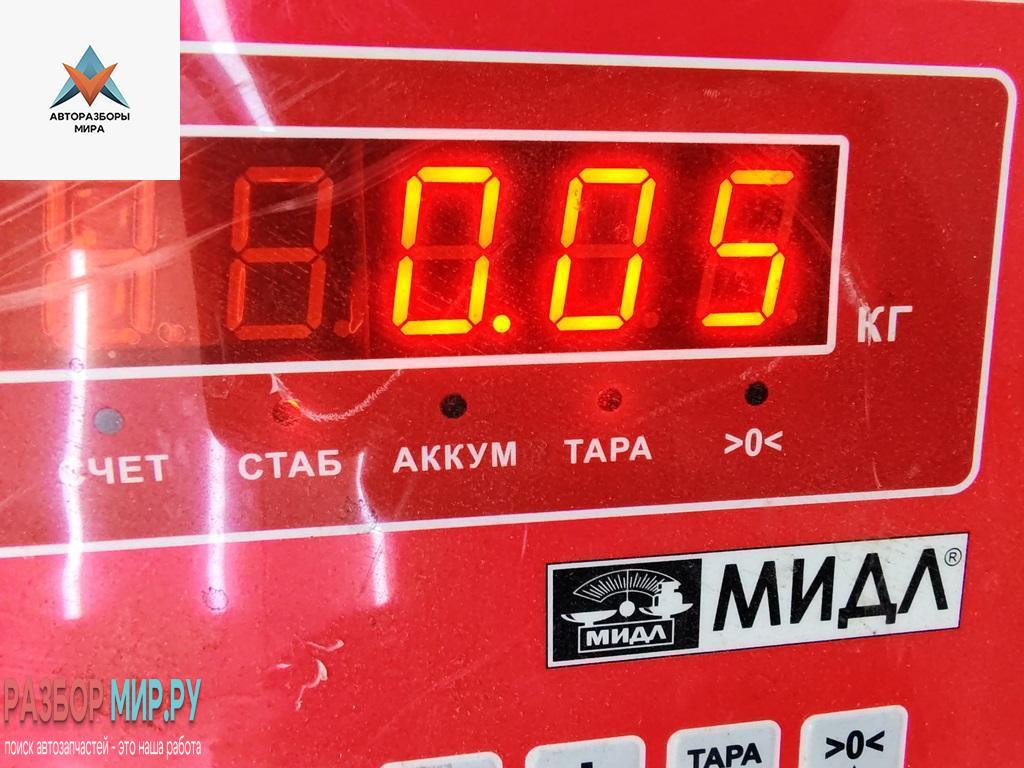 АВТОРАЗБОРЫ
МИРА
0.05
КГ
СЧЕТ СТАБ АККУМ ТАРА >0<
МИДЛ МИДЛ®
РАЗБОР МИР.РУ
поиск автозапчастей - это наша работа
ТАРА >0<